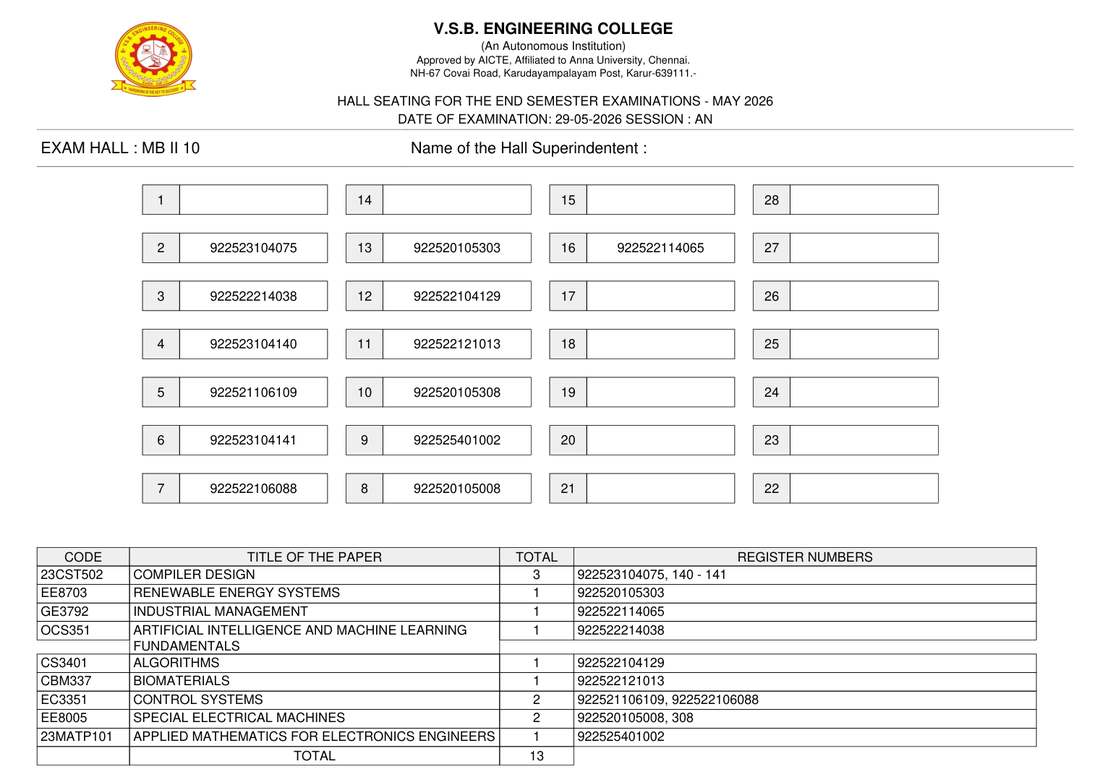 V.S.B. ENGINEERING COLLEGE
(An Autonomous Institution)
Approved by AICTE, Affiliated to Anna University, Chennai.
NH-67 Covai Road, Karudayampalayam Post, Karur-639111.-
HALL SEATING FOR THE END SEMESTER EXAMINATIONS - MAY 2026
DATE OF EXAMINATION: 29-05-2026 SESSION : AN
EXAM HALL : MB II 10 Name of the Hall Superindentent :
1 14 15 28
2 922523104075 13 922520105303 16 922522114065 27
3 922522214038 12 922522104129 17 26
4 922523104140 11 922522121013 18 25
5 922521106109 10 922520105308 19 24
6 922523104141 9 922525401002 20 23
7 922522106088 8 922520105008 21 22
CODE TITLE OF THE PAPER TOTAL REGISTER NUMBERS
23CST502 COMPILER DESIGN 3 922523104075, 140 - 141
EE8703 RENEWABLE ENERGY SYSTEMS 1 922520105303
GE3792 INDUSTRIAL MANAGEMENT 1 922522114065
OCS351 ARTIFICIAL INTELLIGENCE AND MACHINE LEARNING 1 922522214038
FUNDAMENTALS
CS3401 ALGORITHMS 1 922522104129
CBM337 BIOMATERIALS 1 922522121013
EC3351 CONTROL SYSTEMS 2 922521106109, 922522106088
EE8005 SPECIAL ELECTRICAL MACHINES 2 922520105008, 308
23MATP101 APPLIED MATHEMATICS FOR ELECTRONICS ENGINEERS 1 922525401002
TOTAL 13